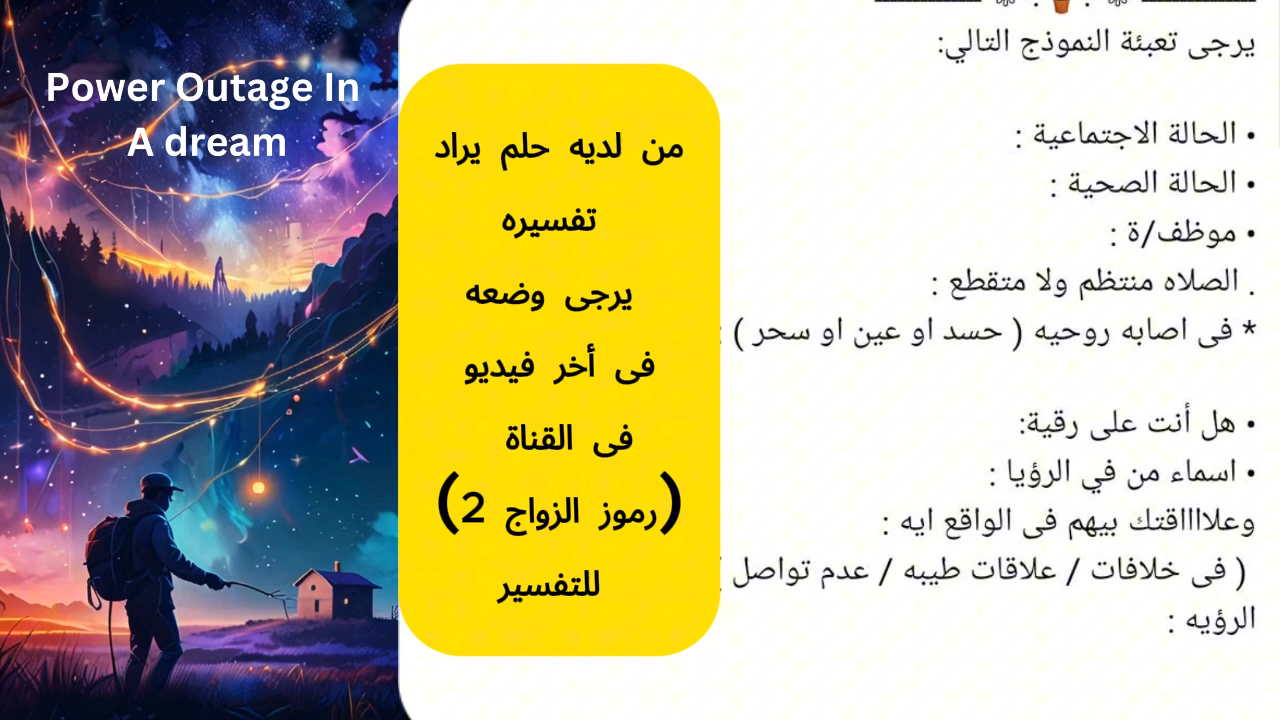 Power Outage In
A dream
من لديه حلم يراد
تفسيره
يرجى وضعه
فى أخر فيديو
فى القناة
(رموز الزواج 2)
للتفسير
يرجى تعبئة النموذج التالي:
• الحالة الاجتماعية :
• الحالة الصحية :
• موظف/ة :
. الصلاه منتظم ولا متقطع :
* فى اصابه روحيه ( حسد او عين او سحر ) :
• هل أنت على رقية:
• اسماء من في الرؤيا :
وعلااااقتك بيهم فى الواقع ايه :
( فى خلافات / علاقات طيبه / عدم تواصل )
الرؤيه :